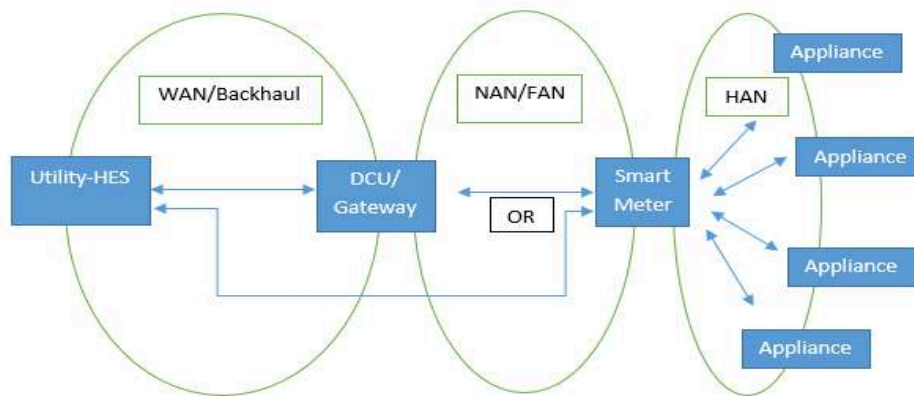 Appliance
WAN/Backhaul
NAN/FAN
HAN
Utility-HES
DCU/
Gateway
Smart
Meter
Appliance
OR
Appliance
Appliance